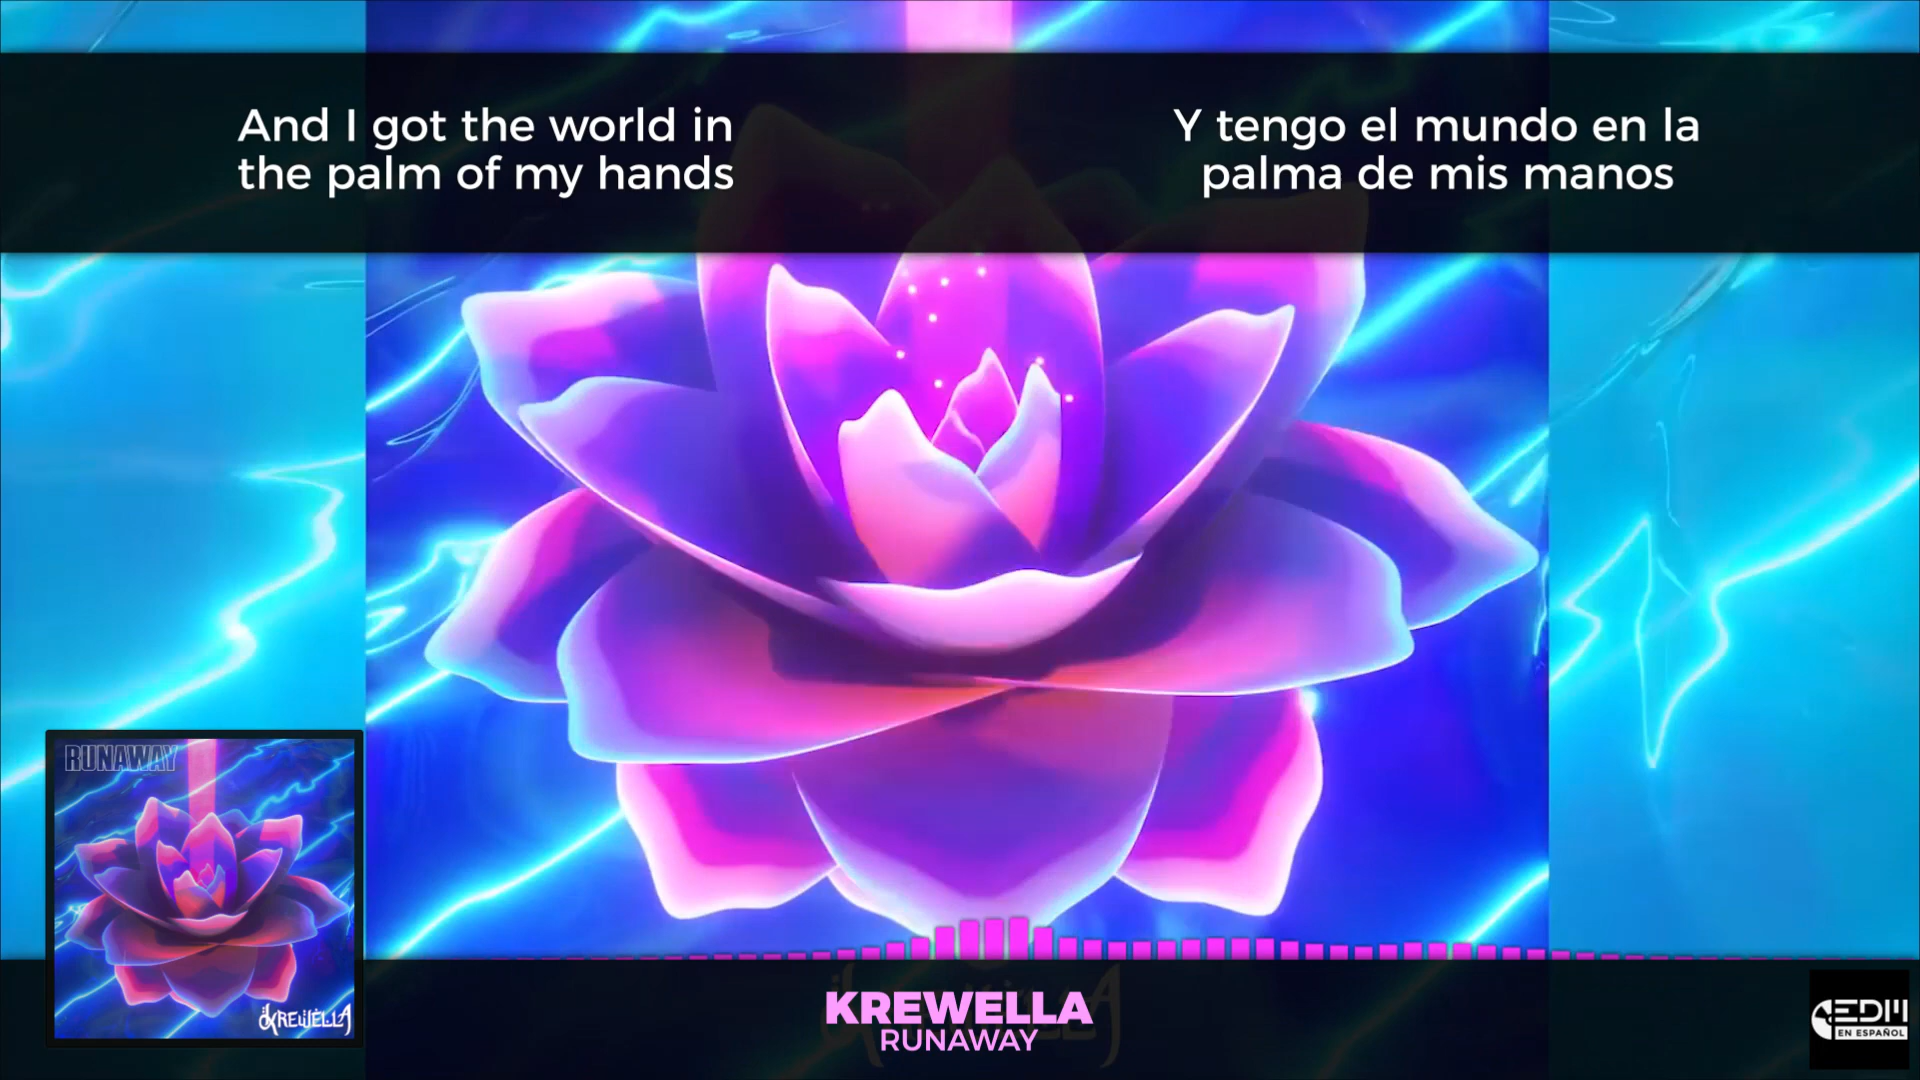 And I got the world in
the palm of my hands
Y tengo el mundo en la
palma de mis manos
RUNAWAY
KREWELLA
KREWELLA
RUNAWAY
EDM
EN ESPAÑOL